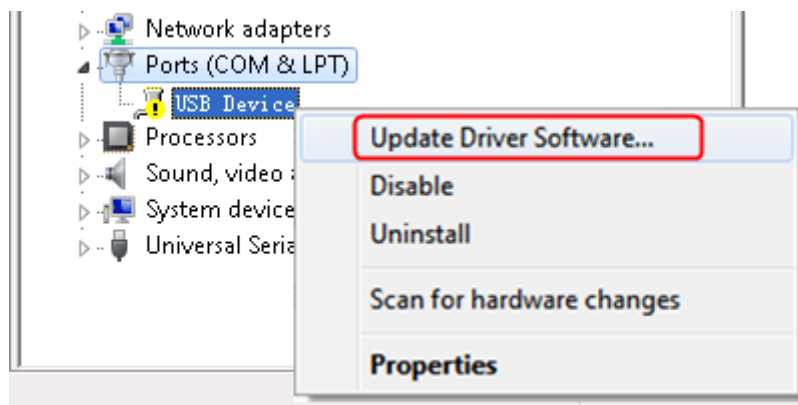 Network adapters
Ports (COM & LPT)
USB Device
Processors
Sound, video
System device
Universal Seria
Update Driver Software...
Disable
Uninstall
Scan for hardware changes
Properties